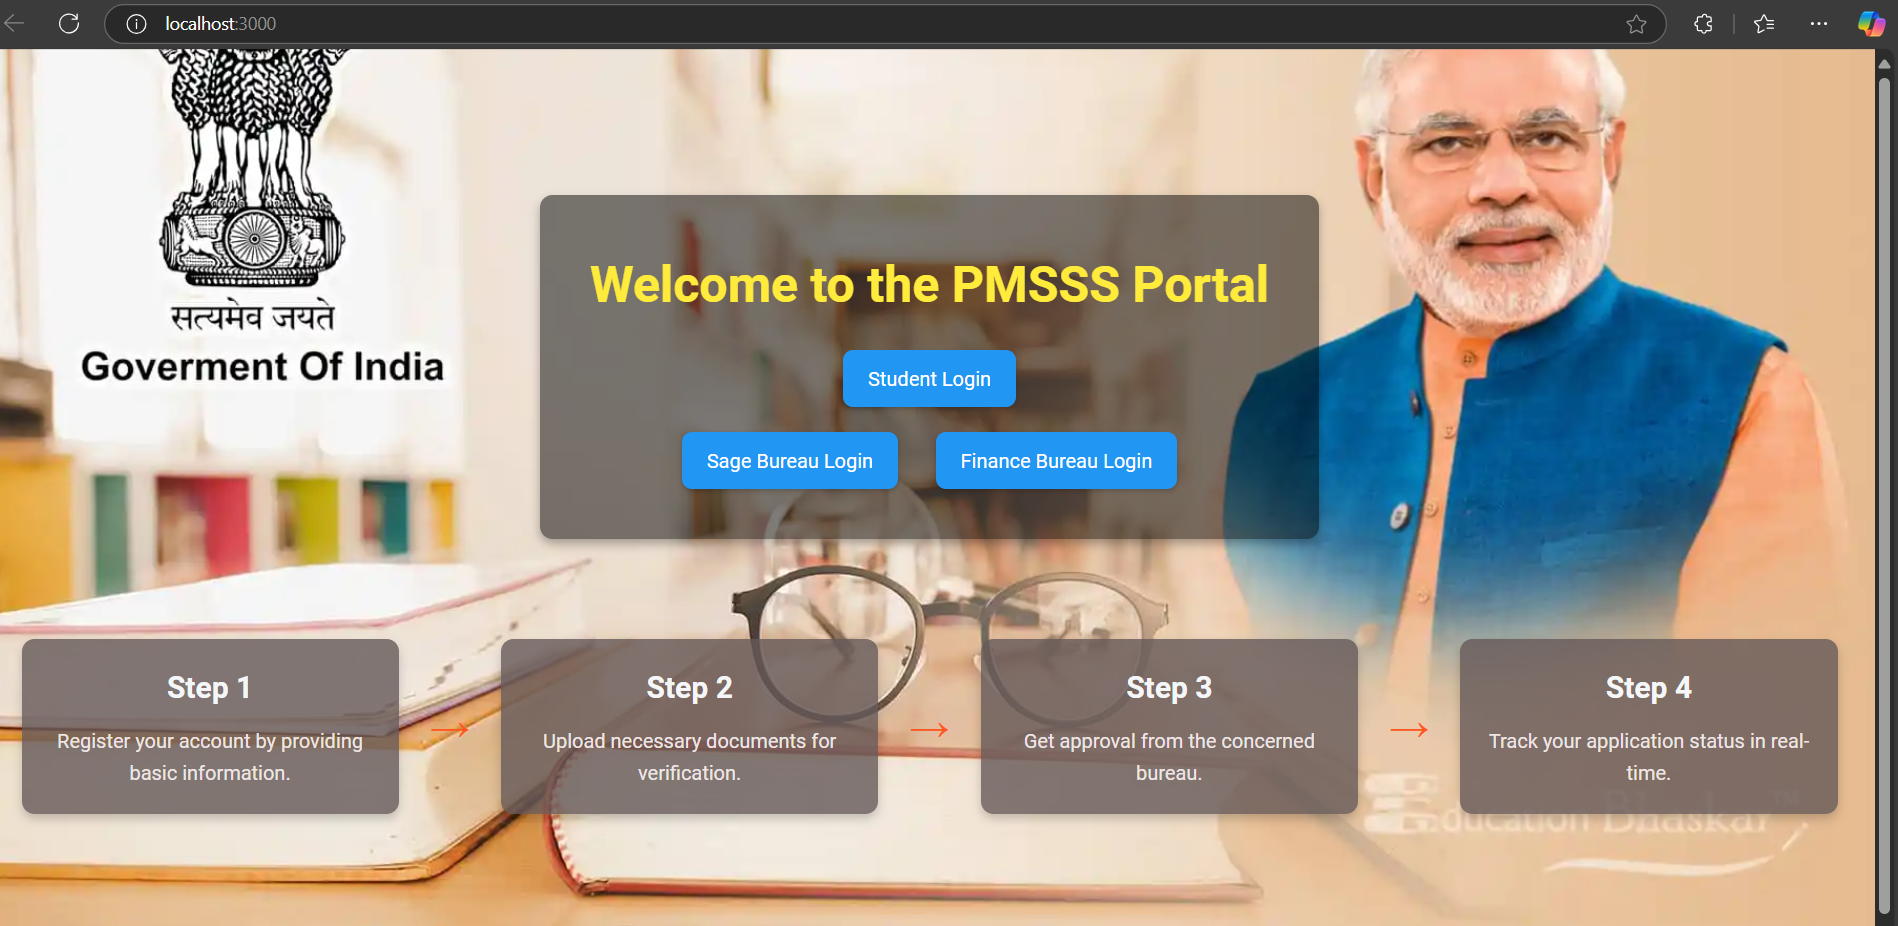 localhost:3000
सत्यमेव जयते
Goverment Of India
Welcome to the PMSSS Portal
Student Login
Sage Bureau Login
Finance Bureau Login
Step 1
Register your account by providing
basic information.
→
Step 2
Upload necessary documents for
verification.
→
Step 3
Get approval from the concerned
bureau.
→
Step 4
Track your application status in real-
time.
Education Bhaskar™